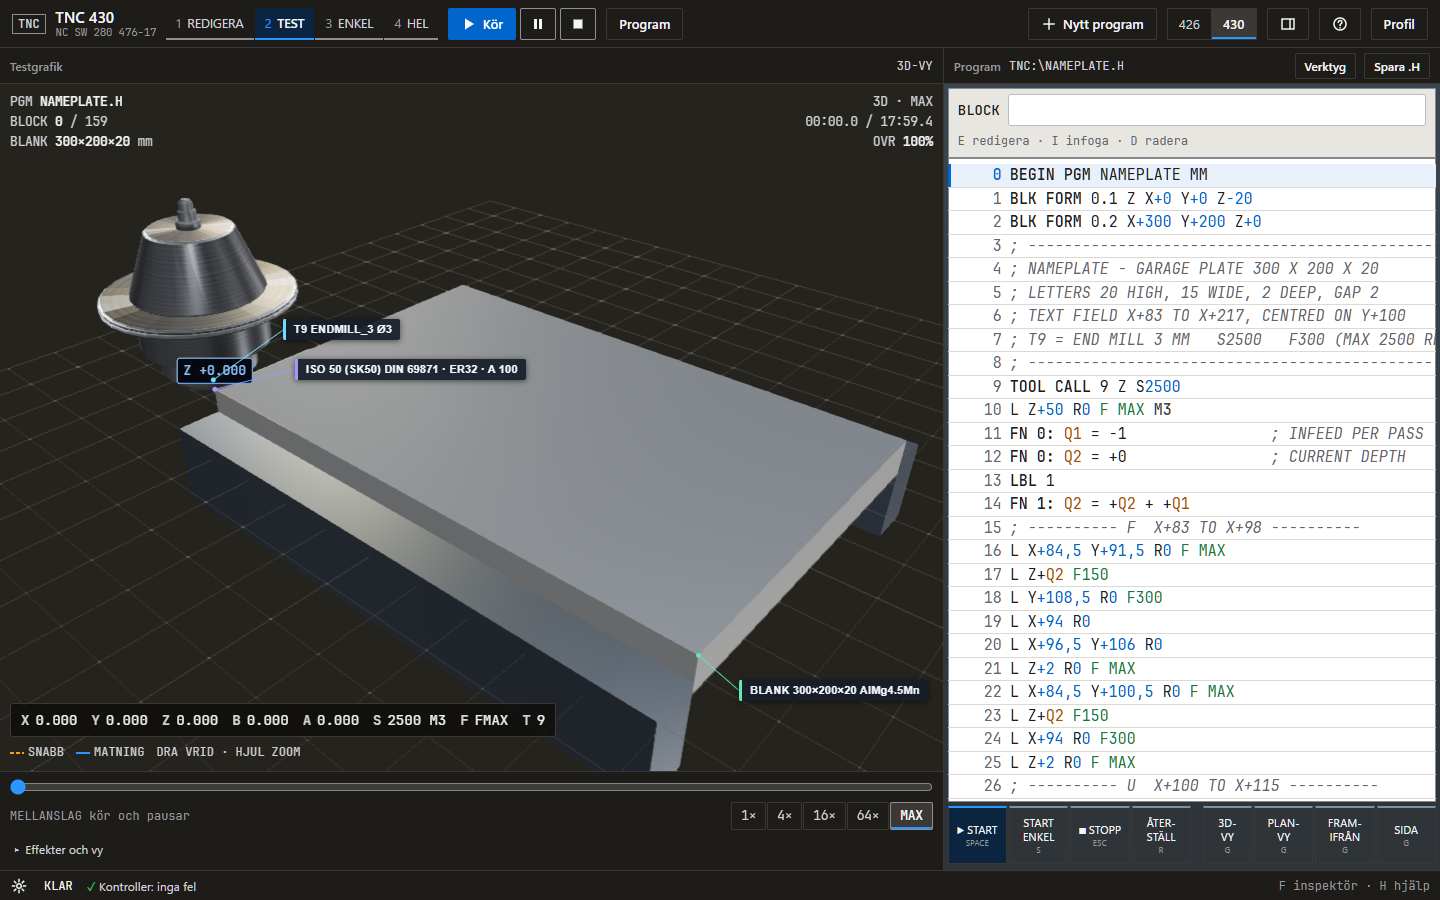 TNC TNC 430 NC SW 280 476-17 1 REDIGERA 2 TEST 3 ENKEL 4 HEL Kör Program Nytt program 426 430 Profil
Testgrafik 3D-VY
Program TNC:\NAMEPLATE.H Verktyg Spara .H
PGM NAMEPLATE.H 3D · MAX
BLOCK 0 / 159 00:00.0 / 17:59.4
BLANK 300×200×20 mm OVR 100%
T9 ENDMILL_3 Ø3
Z +0.000
ISO 50 (SK50) DIN 69871 · ER32 · A 100
BLANK 300×200×20 AlMg4.5Mn
X 0.000 Y 0.000 Z 0.000 B 0.000 A 0.000 S 2500 M3 F FMAX T 9
SNABB MATNING DRA VRID · HJUL ZOOM
MELLANSLAG kör och pausar 1× 4× 16× 64× MAX
Effekter och vy
BLOCK
E redigera · I infoga · D radera
0 BEGIN PGM NAMEPLATE MM
1 BLK FORM 0.1 Z X+0 Y+0 Z-20
2 BLK FORM 0.2 X+300 Y+200 Z+0
3 ; ---------------------------------------------
4 ; NAMEPLATE - GARAGE PLATE 300 X 200 X 20
5 ; LETTERS 20 HIGH, 15 WIDE, 2 DEEP, GAP 2
6 ; TEXT FIELD X+83 TO X+217, CENTRED ON Y+100
7 ; T9 = END MILL 3 MM   S2500   F300 (MAX 2500 R
8 ; ---------------------------------------------
9 TOOL CALL 9 Z S2500
10 L Z+50 R0 F MAX M3
11 FN 0: Q1 = -1 ; INFEED PER PASS
12 FN 0: Q2 = +0 ; CURRENT DEPTH
13 LBL 1
14 FN 1: Q2 = +Q2 + +Q1
15 ; ---------- F  X+83 TO X+98 ----------
16 L X+84,5 Y+91,5 R0 F MAX
17 L Z+Q2 F150
18 L Y+108,5 R0 F300
19 L X+94 R0
20 L X+96,5 Y+106 R0
21 L Z+2 R0 F MAX
22 L X+84,5 Y+100,5 R0 F MAX
23 L Z+Q2 F150
24 L X+94 R0 F300
25 L Z+2 R0 F MAX
26 ; ---------- U  X+100 TO X+115 ----------
START SPACE
START ENKEL S
STOPP ESC
ÅTER-STÄLL R
3D-VY G
PLAN-VY G
FRAM-IFRÅN G
SIDA G
KLAR ✓ Kontroller: inga fel F inspektör · H hjälp